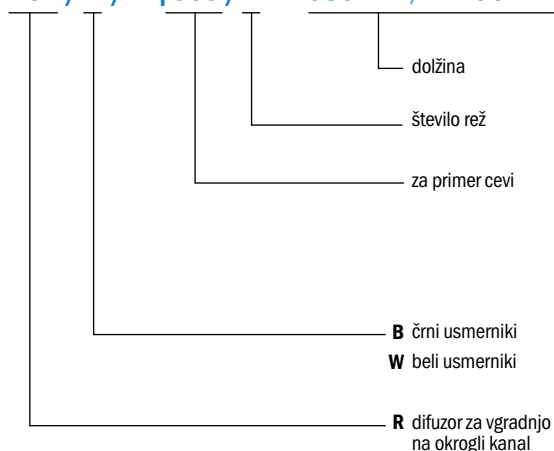 dolžina
število rež
za primer cevi
B črni usmerniki
W beli usmerniki
R difuzor za vgradnjo
na okrogli kanal